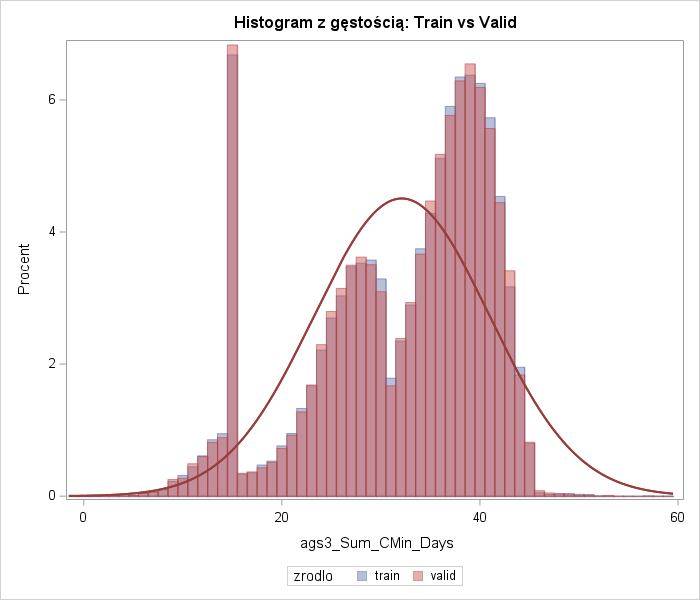 Histogram z gęstością: Train vs Valid
Procent
6
4
2
0
0 20 40 60
ags3_Sum_CMin_Days
zrodlo train valid